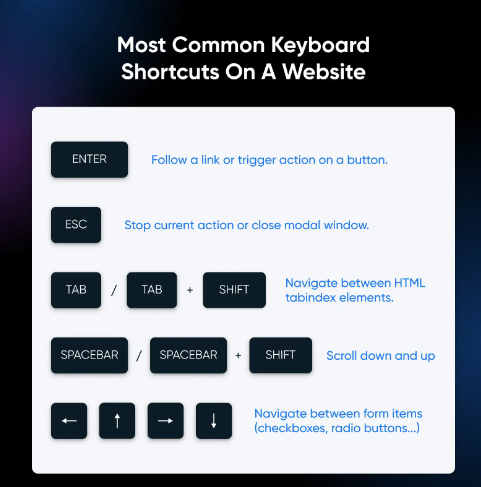 Most Common Keyboard
Shortcuts On A Website
ENTER Follow a link or trigger action on a button.
ESC Stop current action or close modal window.
TAB / TAB + SHIFT Navigate between HTML
tabindex elements.
SPACEBAR / SPACEBAR + SHIFT Scroll down and up
← ↑ → ↓ Navigate between form items
(checkboxes, radio buttons...)